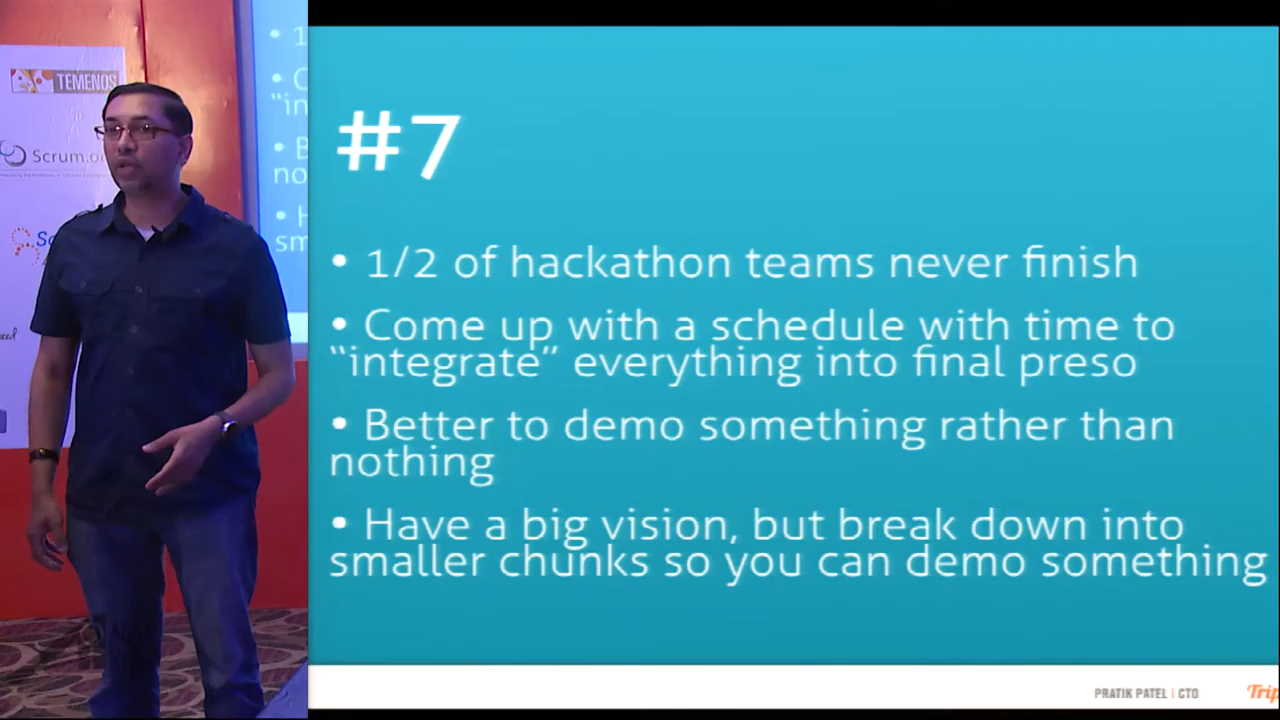 TEMENOS
Scrum.o
#7
• 1/2 of hackathon teams never finish
• Come up with a schedule with time to
“integrate” everything into final preso
• Better to demo something rather than
nothing
• Have a big vision, but break down into
smaller chunks so you can demo something
PRATIK PATEL | CTO
Trip